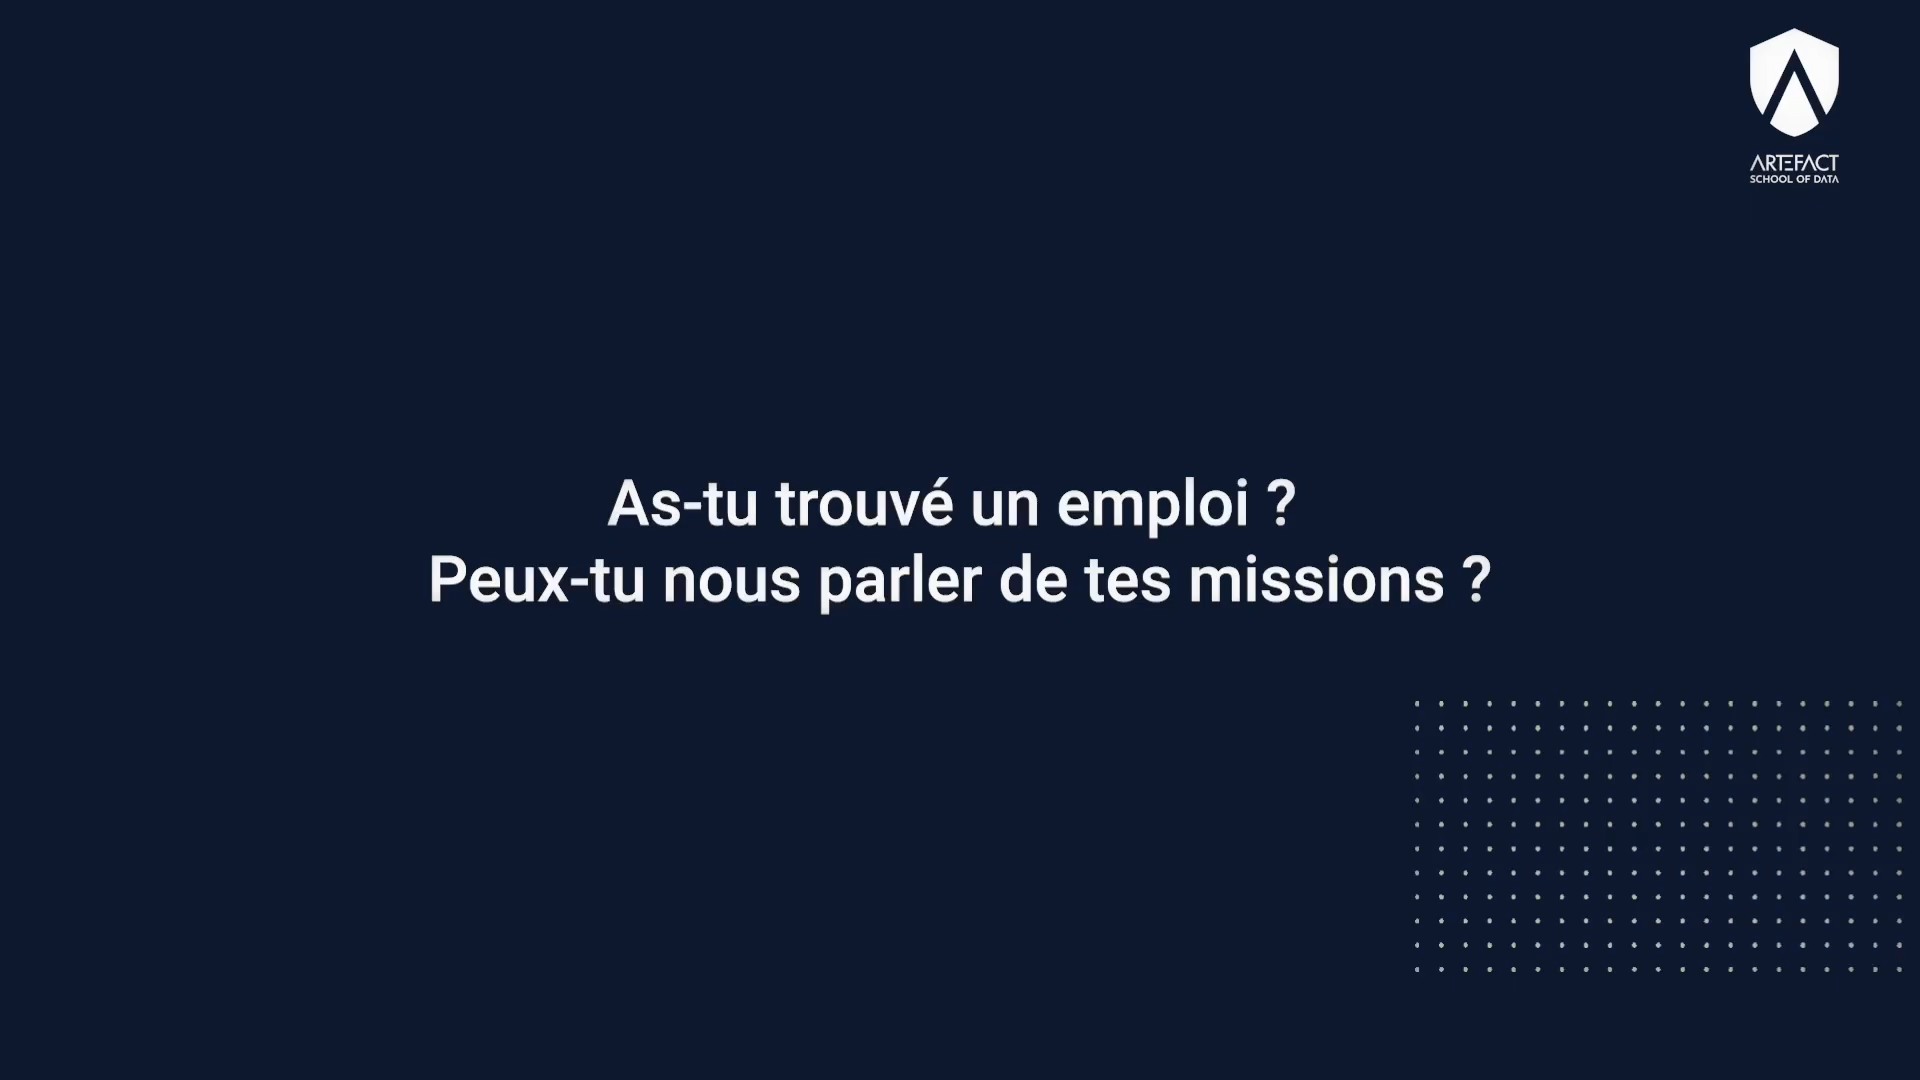 ARTEFACT
SCHOOL OF DATA
As-tu trouvé un emploi ?
Peux-tu nous parler de tes missions ?